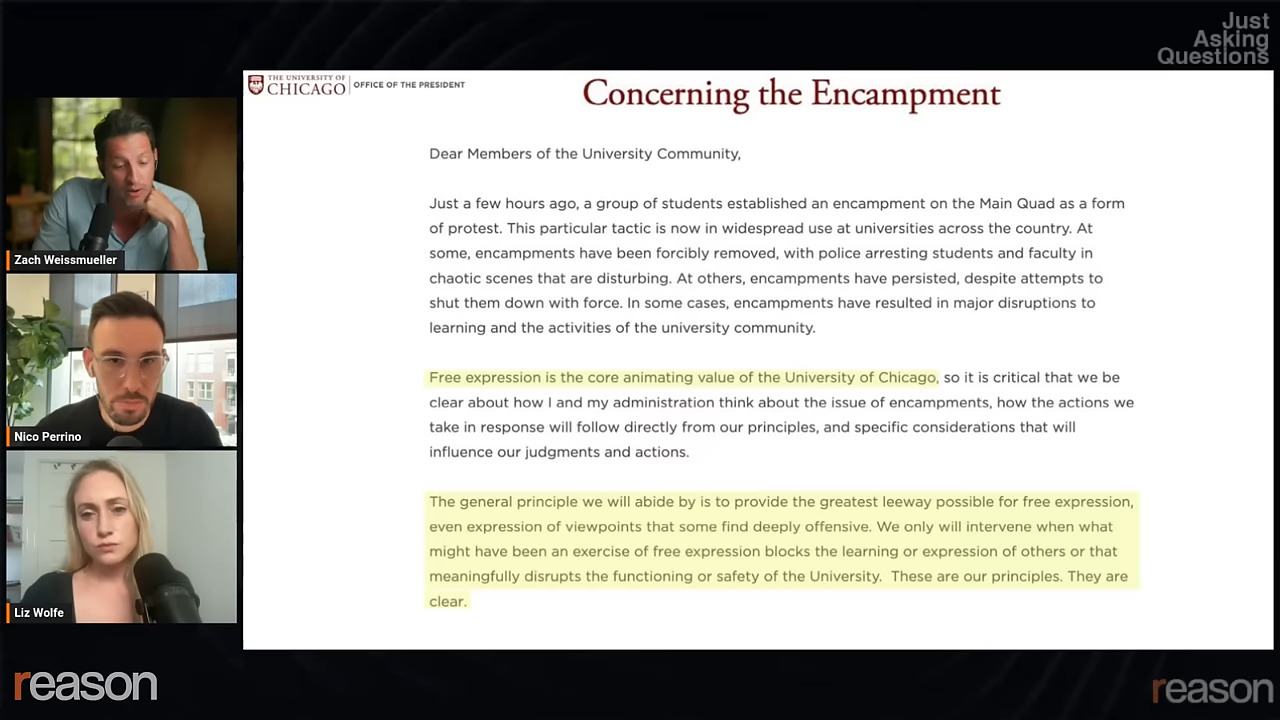 Just
Asking
Questions
THE UNIVERSITY OF
CHICAGO
OFFICE OF THE PRESIDENT
Concerning the Encampment
Dear Members of the University Community,
Just a few hours ago, a group of students established an encampment on the Main Quad as a form
of protest. This particular tactic is now in widespread use at universities across the country. At
some, encampments have been forcibly removed, with police arresting students and faculty in
chaotic scenes that are disturbing. At others, encampments have persisted, despite attempts to
shut them down with force. In some cases, encampments have resulted in major disruptions to
learning and the activities of the university community.
Free expression is the core animating value of the University of Chicago, so it is critical that we be
clear about how I and my administration think about the issue of encampments, how the actions we
take in response will follow directly from our principles, and specific considerations that will
influence our judgments and actions.
The general principle we will abide by is to provide the greatest leeway possible for free expression,
even expression of viewpoints that some find deeply offensive. We only will intervene when what
might have been an exercise of free expression blocks the learning or expression of others or that
meaningfully disrupts the functioning or safety of the University. These are our principles. They are
clear.
Zach Weissmueller
Nico Perrino
Liz Wolfe
reason
reason